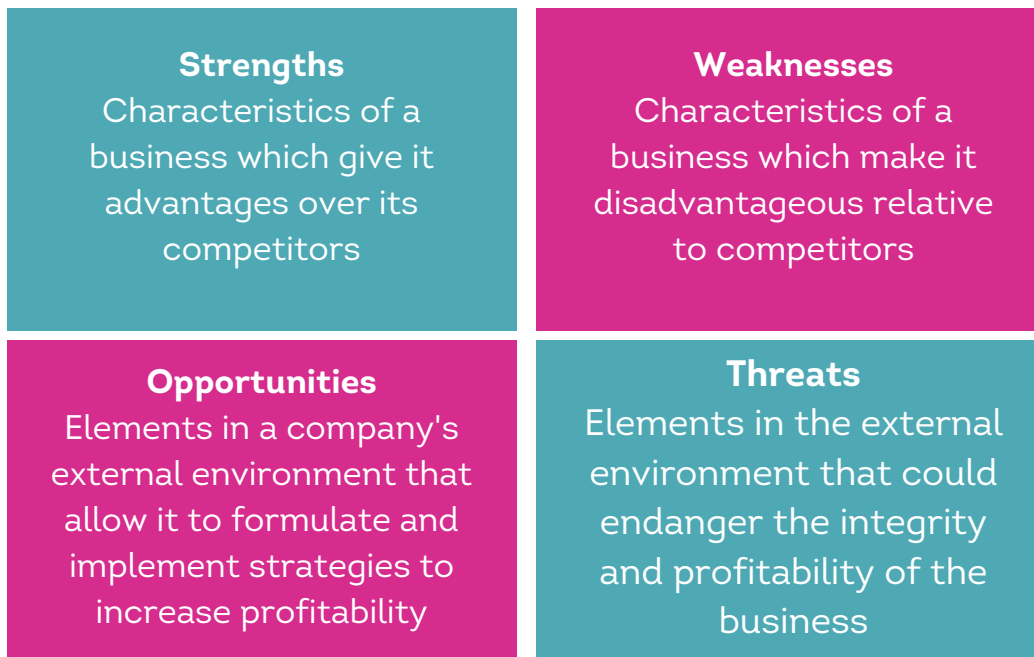 Strengths
Characteristics of a
business which give it
advantages over its
competitors
Weaknesses
Characteristics of a
business which make it
disadvantageous relative
to competitors
Opportunities
Elements in a company's
external environment that
allow it to formulate and
implement strategies to
increase profitability
Threats
Elements in the external
environment that could
endanger the integrity
and profitability of the
business